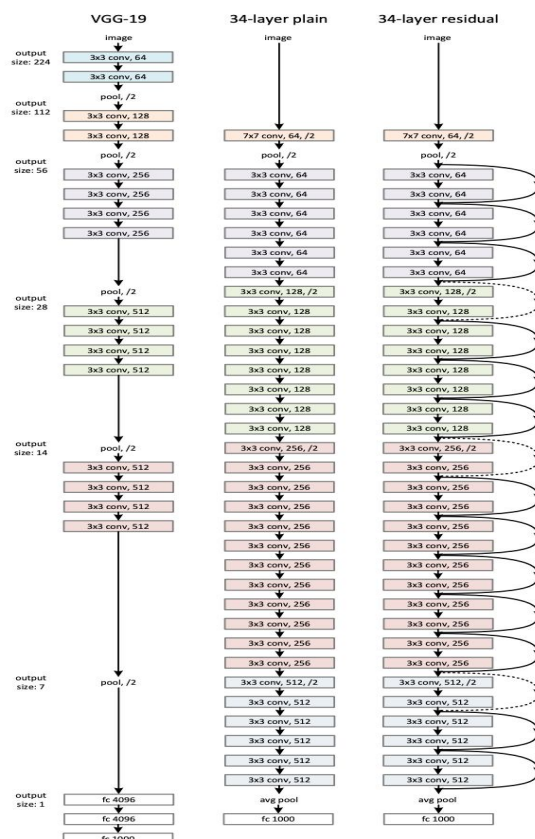 VGG-19
image
output
size: 224
3x3 conv, 64
3x3 conv, 64
pool, /2
output
size: 112
3x3 conv, 128
3x3 conv, 128
pool, /2
output
size: 56
3x3 conv, 256
3x3 conv, 256
3x3 conv, 256
3x3 conv, 256
pool, /2
output
size: 28
3x3 conv, 512
3x3 conv, 512
3x3 conv, 512
3x3 conv, 512
pool, /2
output
size: 14
3x3 conv, 512
3x3 conv, 512
3x3 conv, 512
3x3 conv, 512
output
size: 7
pool, /2
output
size: 1
fc 4096
fc 4096
fc 1000
34-layer plain
image
7x7 conv, 64, /2
pool, /2
3x3 conv, 64
3x3 conv, 64
3x3 conv, 64
3x3 conv, 64
3x3 conv, 64
3x3 conv, 64
3x3 conv, 128, /2
3x3 conv, 128
3x3 conv, 128
3x3 conv, 128
3x3 conv, 128
3x3 conv, 128
3x3 conv, 128
3x3 conv, 128
3x3 conv, 256, /2
3x3 conv, 256
3x3 conv, 256
3x3 conv, 256
3x3 conv, 256
3x3 conv, 256
3x3 conv, 256
3x3 conv, 256
3x3 conv, 256
3x3 conv, 256
3x3 conv, 256
3x3 conv, 256
3x3 conv, 512, /2
3x3 conv, 512
3x3 conv, 512
3x3 conv, 512
3x3 conv, 512
3x3 conv, 512
avg pool
fc 1000
34-layer residual
image
7x7 conv, 64, /2
pool, /2
3x3 conv, 64
3x3 conv, 64
3x3 conv, 64
3x3 conv, 64
3x3 conv, 64
3x3 conv, 64
3x3 conv, 128, /2
3x3 conv, 128
3x3 conv, 128
3x3 conv, 128
3x3 conv, 128
3x3 conv, 128
3x3 conv, 128
3x3 conv, 128
3x3 conv, 256, /2
3x3 conv, 256
3x3 conv, 256
3x3 conv, 256
3x3 conv, 256
3x3 conv, 256
3x3 conv, 256
3x3 conv, 256
3x3 conv, 256
3x3 conv, 256
3x3 conv, 256
3x3 conv, 256
3x3 conv, 512, /2
3x3 conv, 512
3x3 conv, 512
3x3 conv, 512
3x3 conv, 512
3x3 conv, 512
avg pool
fc 1000